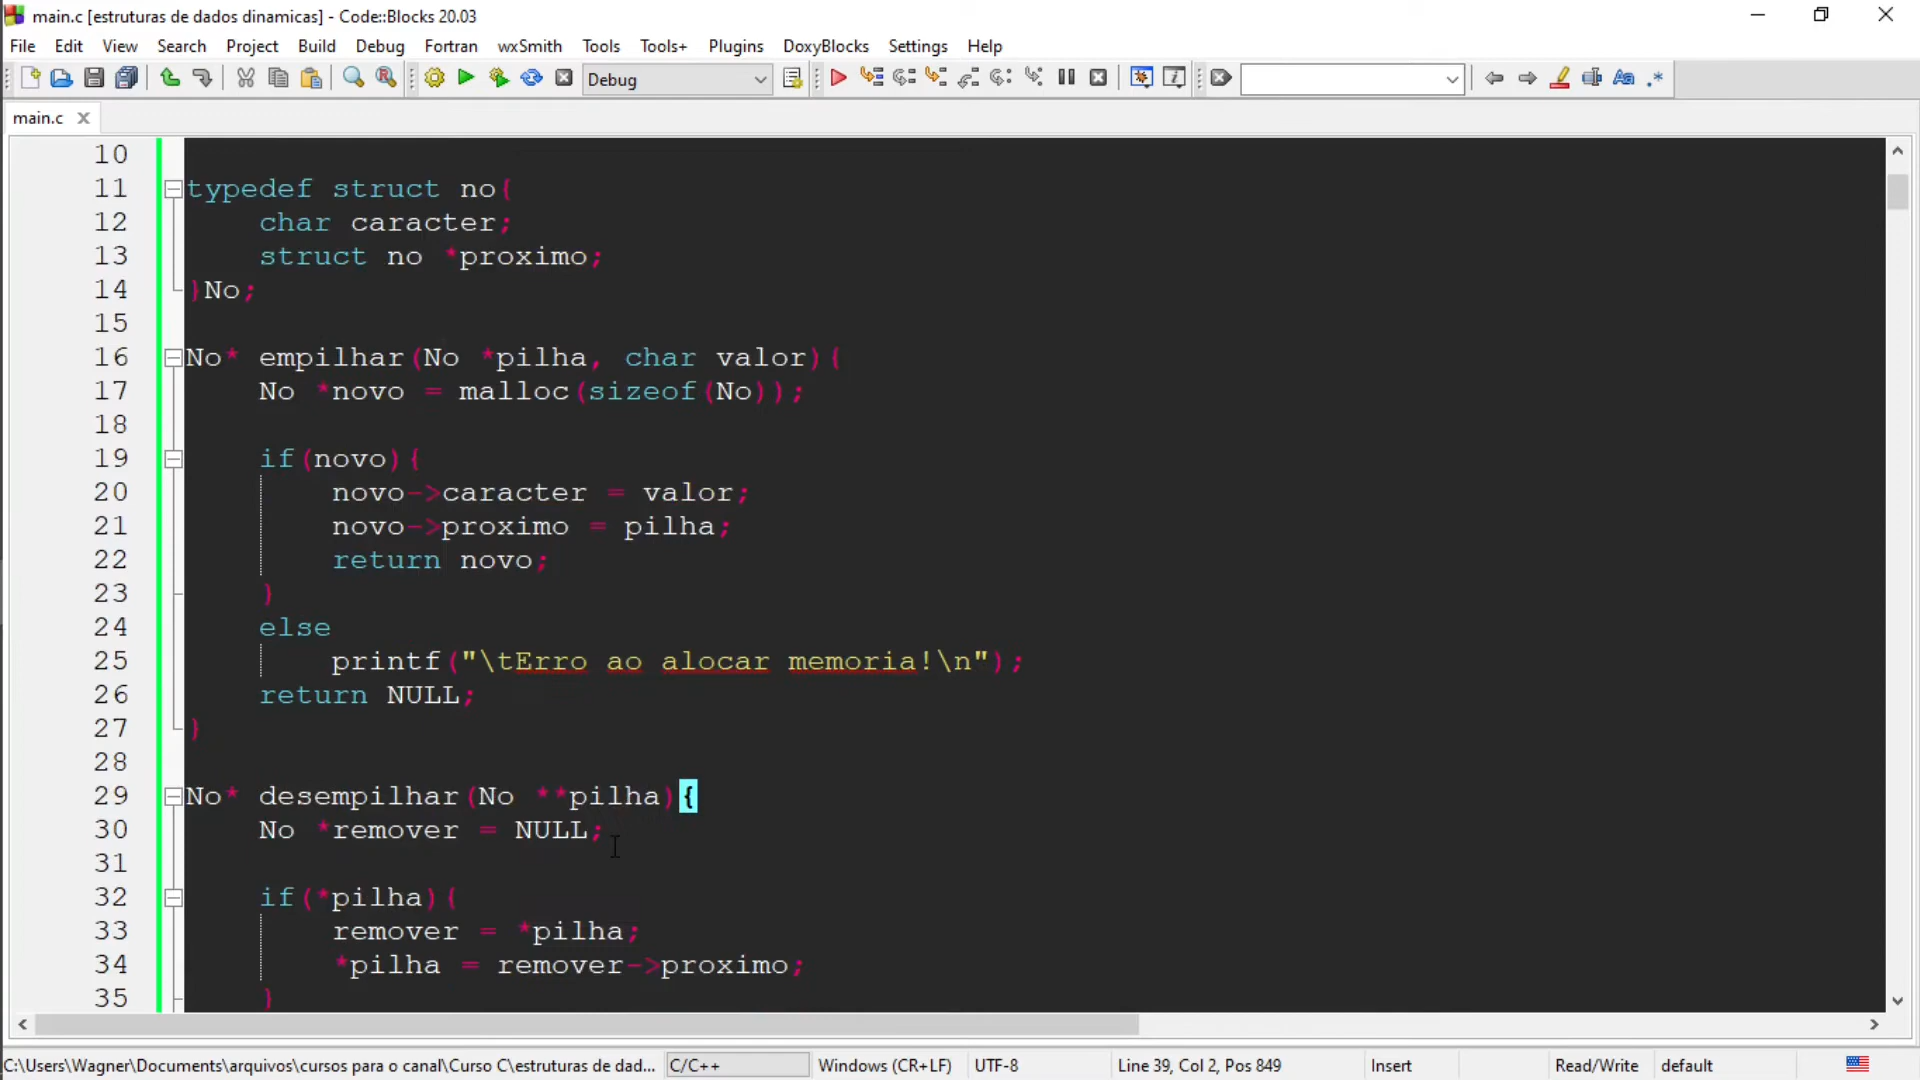 main.c [estruturas de dados dinamicas] - Code::Blocks 20.03
File Edit View Search Project Build Debug Fortran wxSmith Tools Tools+ Plugins DoxyBlocks Settings Help
Debug
main.c
10
11 typedef struct no{
12 char caracter;
13 struct no *proximo;
14 }No;
15
16 No* empilhar(No *pilha, char valor){
17 No *novo = malloc(sizeof(No));
18
19 if(novo){
20 novo->caracter = valor;
21 novo->proximo = pilha;
22 return novo;
23 }
24 else
25 printf("\tErro ao alocar memoria!\n");
26 return NULL;
27 }
28
29 No* desempilhar(No **pilha){
30 No *remover = NULL;
31
32 if(*pilha){
33 remover = *pilha;
34 *pilha = remover->proximo;
35 }
C:\Users\Wagner\Documents\arquivos\cursos para o canal\Curso C\estruturas de dad... C/C++ Windows (CR+LF) UTF-8 Line 39, Col 2, Pos 849 Insert Read/Write default